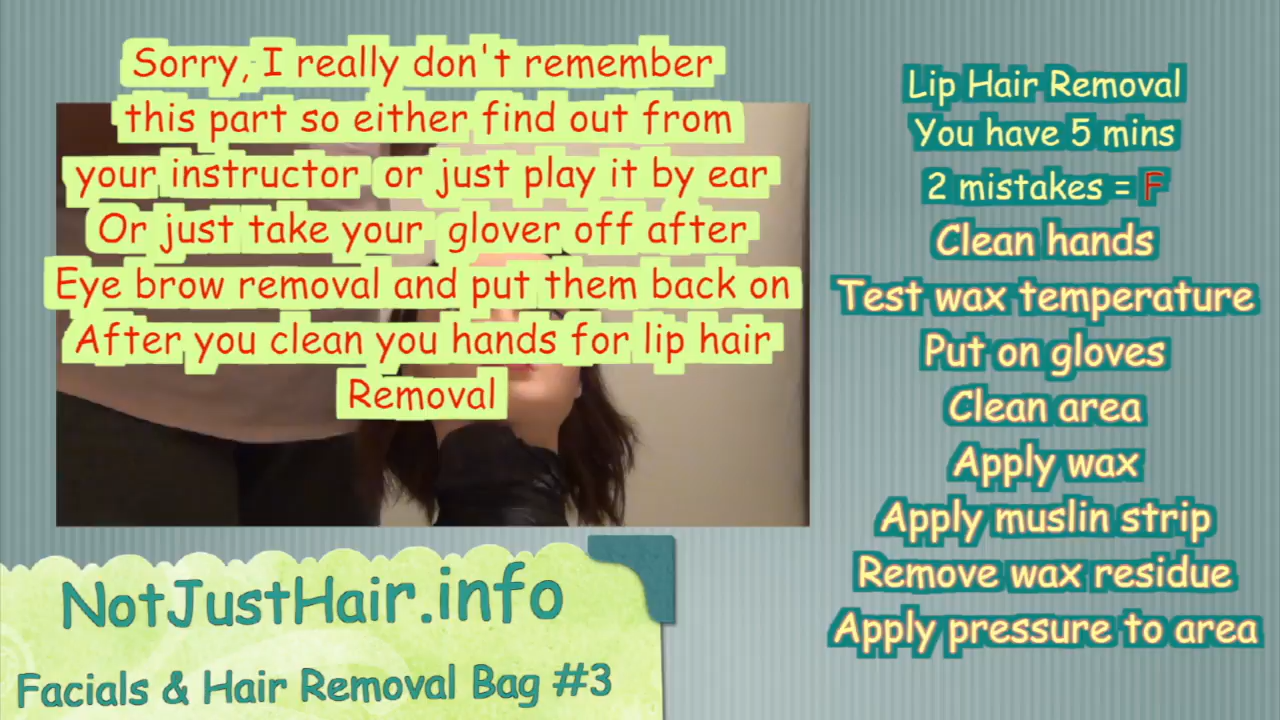 Sorry, I really don't remember
this part so either find out from
your instructor or just play it by ear
Or just take your glover off after
Eye brow removal and put them back on
After you clean you hands for lip hair
Removal
Lip Hair Removal
You have 5 mins
2 mistakes = F
Clean hands
Test wax temperature
Put on gloves
Clean area
Apply wax
Apply muslin strip
Remove wax residue
Apply pressure to area
NotJustHair.info
Facials & Hair Removal Bag #3